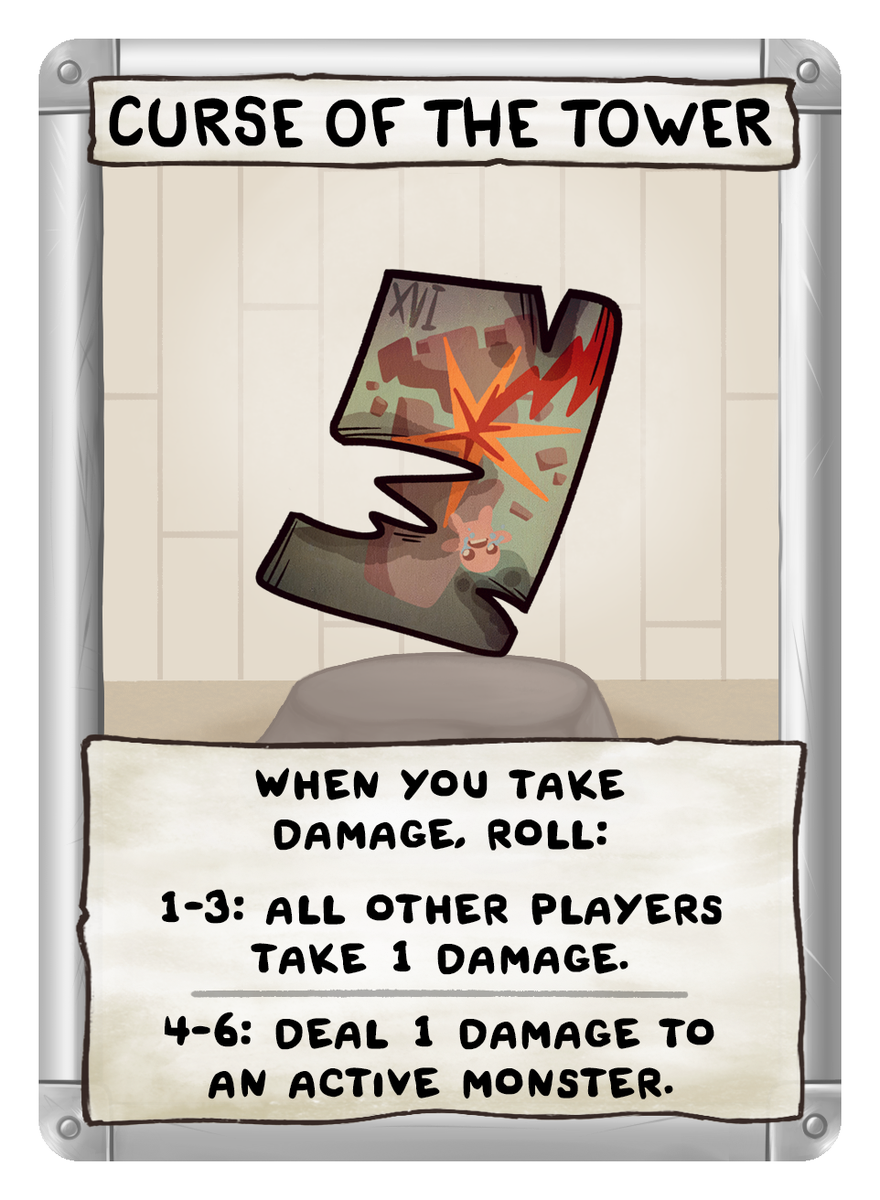 CURSE OF THE TOWER
XVI
WHEN YOU TAKE
DAMAGE, ROLL:
1-3: ALL OTHER PLAYERS
TAKE 1 DAMAGE.
4-6: DEAL 1 DAMAGE TO
AN ACTIVE MONSTER.